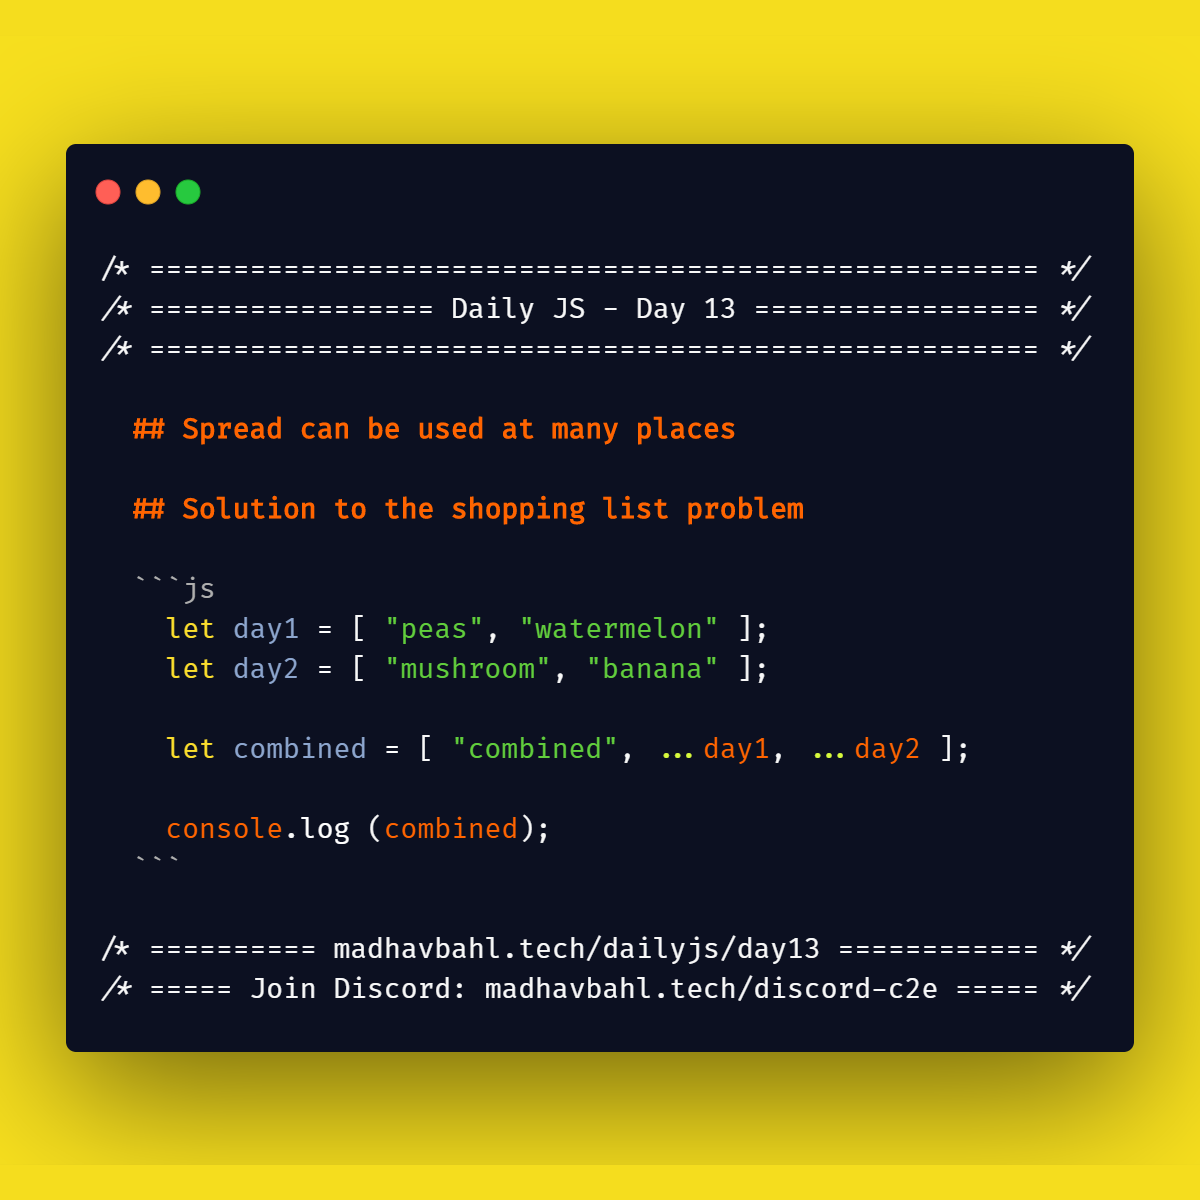 /* ===================================================== */
/* ================= Daily JS - Day 13 ================= */
/* ===================================================== */
## Spread can be used at many places
## Solution to the shopping list problem
```js
let day1 = [ "peas", "watermelon" ];
let day2 = [ "mushroom", "banana" ];
let combined = [ "combined", ...day1, ...day2 ];
console.log (combined);
```
/* ========== madhavbahl.tech/dailyjs/day13 ============ */
/* ===== Join Discord: madhavbahl.tech/discord-c2e ===== */